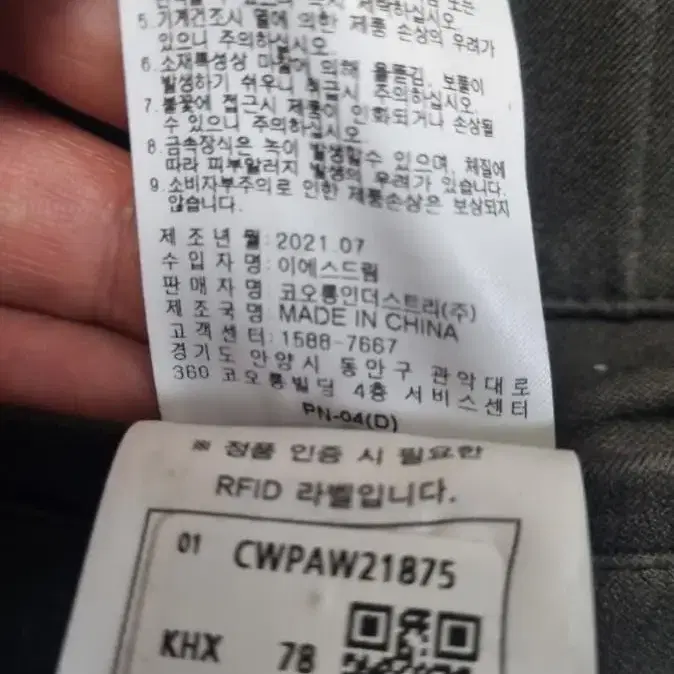 5. 기계건조시 열에 의한 제품 손상의 우려가
있으니 주의하십시오.
6. 소재특성상 마찰에 의해 올뜯김, 보풀이
발생하기 쉬우니 착용시 주의하십시오.
7. 불꽃에 접근시 제품이 인화되거나 손상될
수 있으니 주의하십시오.
8. 금속장식은 녹이 발생할수 있으며, 체질에
따라 피부알러지 발생의 우려가 있습니다.
9. 소비자부주의로 인한 제품손상은 보상되지
않습니다.
제 조 년 월: 2021.07
수 입 자 명: 이에스드림
판 매 자 명: 코오롱인더스트리(주)
제 조 국 명: MADE IN CHINA
고객센터: 1588-7667
경기도 안양시 동안구 관악대로
360 코오롱빌딩 4층 서비스센터
PN-04(D)
※ 정품 인증 시 필요한
RFID 라벨입니다.
01 CWPAW21875
KHX 78